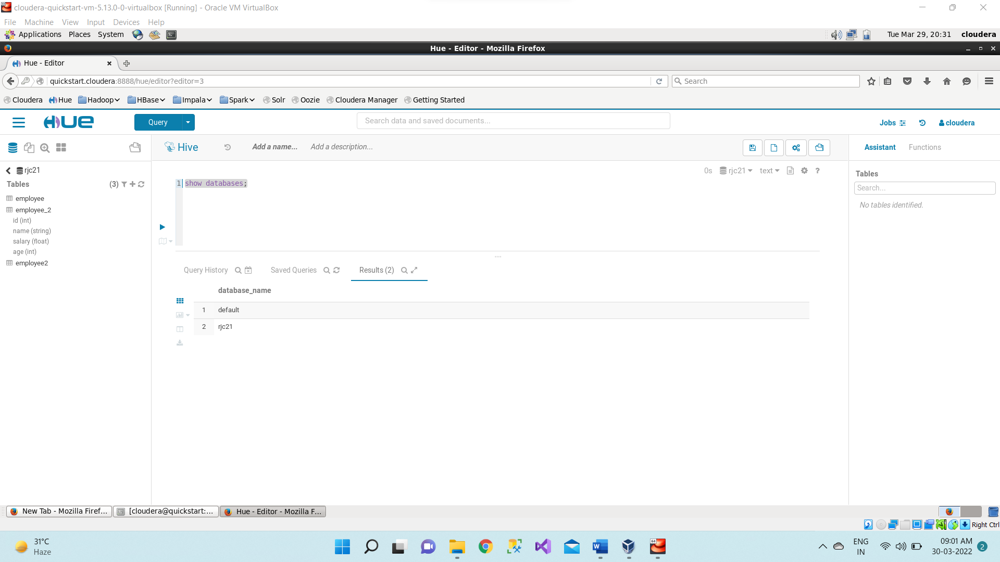 cloudera-quickstart-vm-5.13.0-0-virtualbox [Running] - Oracle VM VirtualBox
File Machine View Input Devices Help
Applications Places System Tue Mar 29, 20:31 cloudera
Hue - Editor - Mozilla Firefox
Hue - Editor
quickstart.cloudera:8888/hue/editor?editor=3 Search
Cloudera Hue Hadoop HBase Impala Spark Solr Oozie Cloudera Manager Getting Started
HUE Query Search data and saved documents... Jobs cloudera
Hive Add a name... Add a description... Assistant Functions
rjc21 0s rjc21 text ?
Tables (3)
Tables
1 show databases;
Search...
employee
No tables identified.
employee_2
id (int)
name (string)
salary (float)
age (int)
employee2
Query History Saved Queries Results (2)
database_name
1 default
2 rjc21
New Tab - Mozilla Firef... [cloudera@quickstart:... Hue - Editor - Mozilla F...
Right Ctrl
31°C
Haze
64
64
ENG
IN
09:01 AM
30-03-2022
2